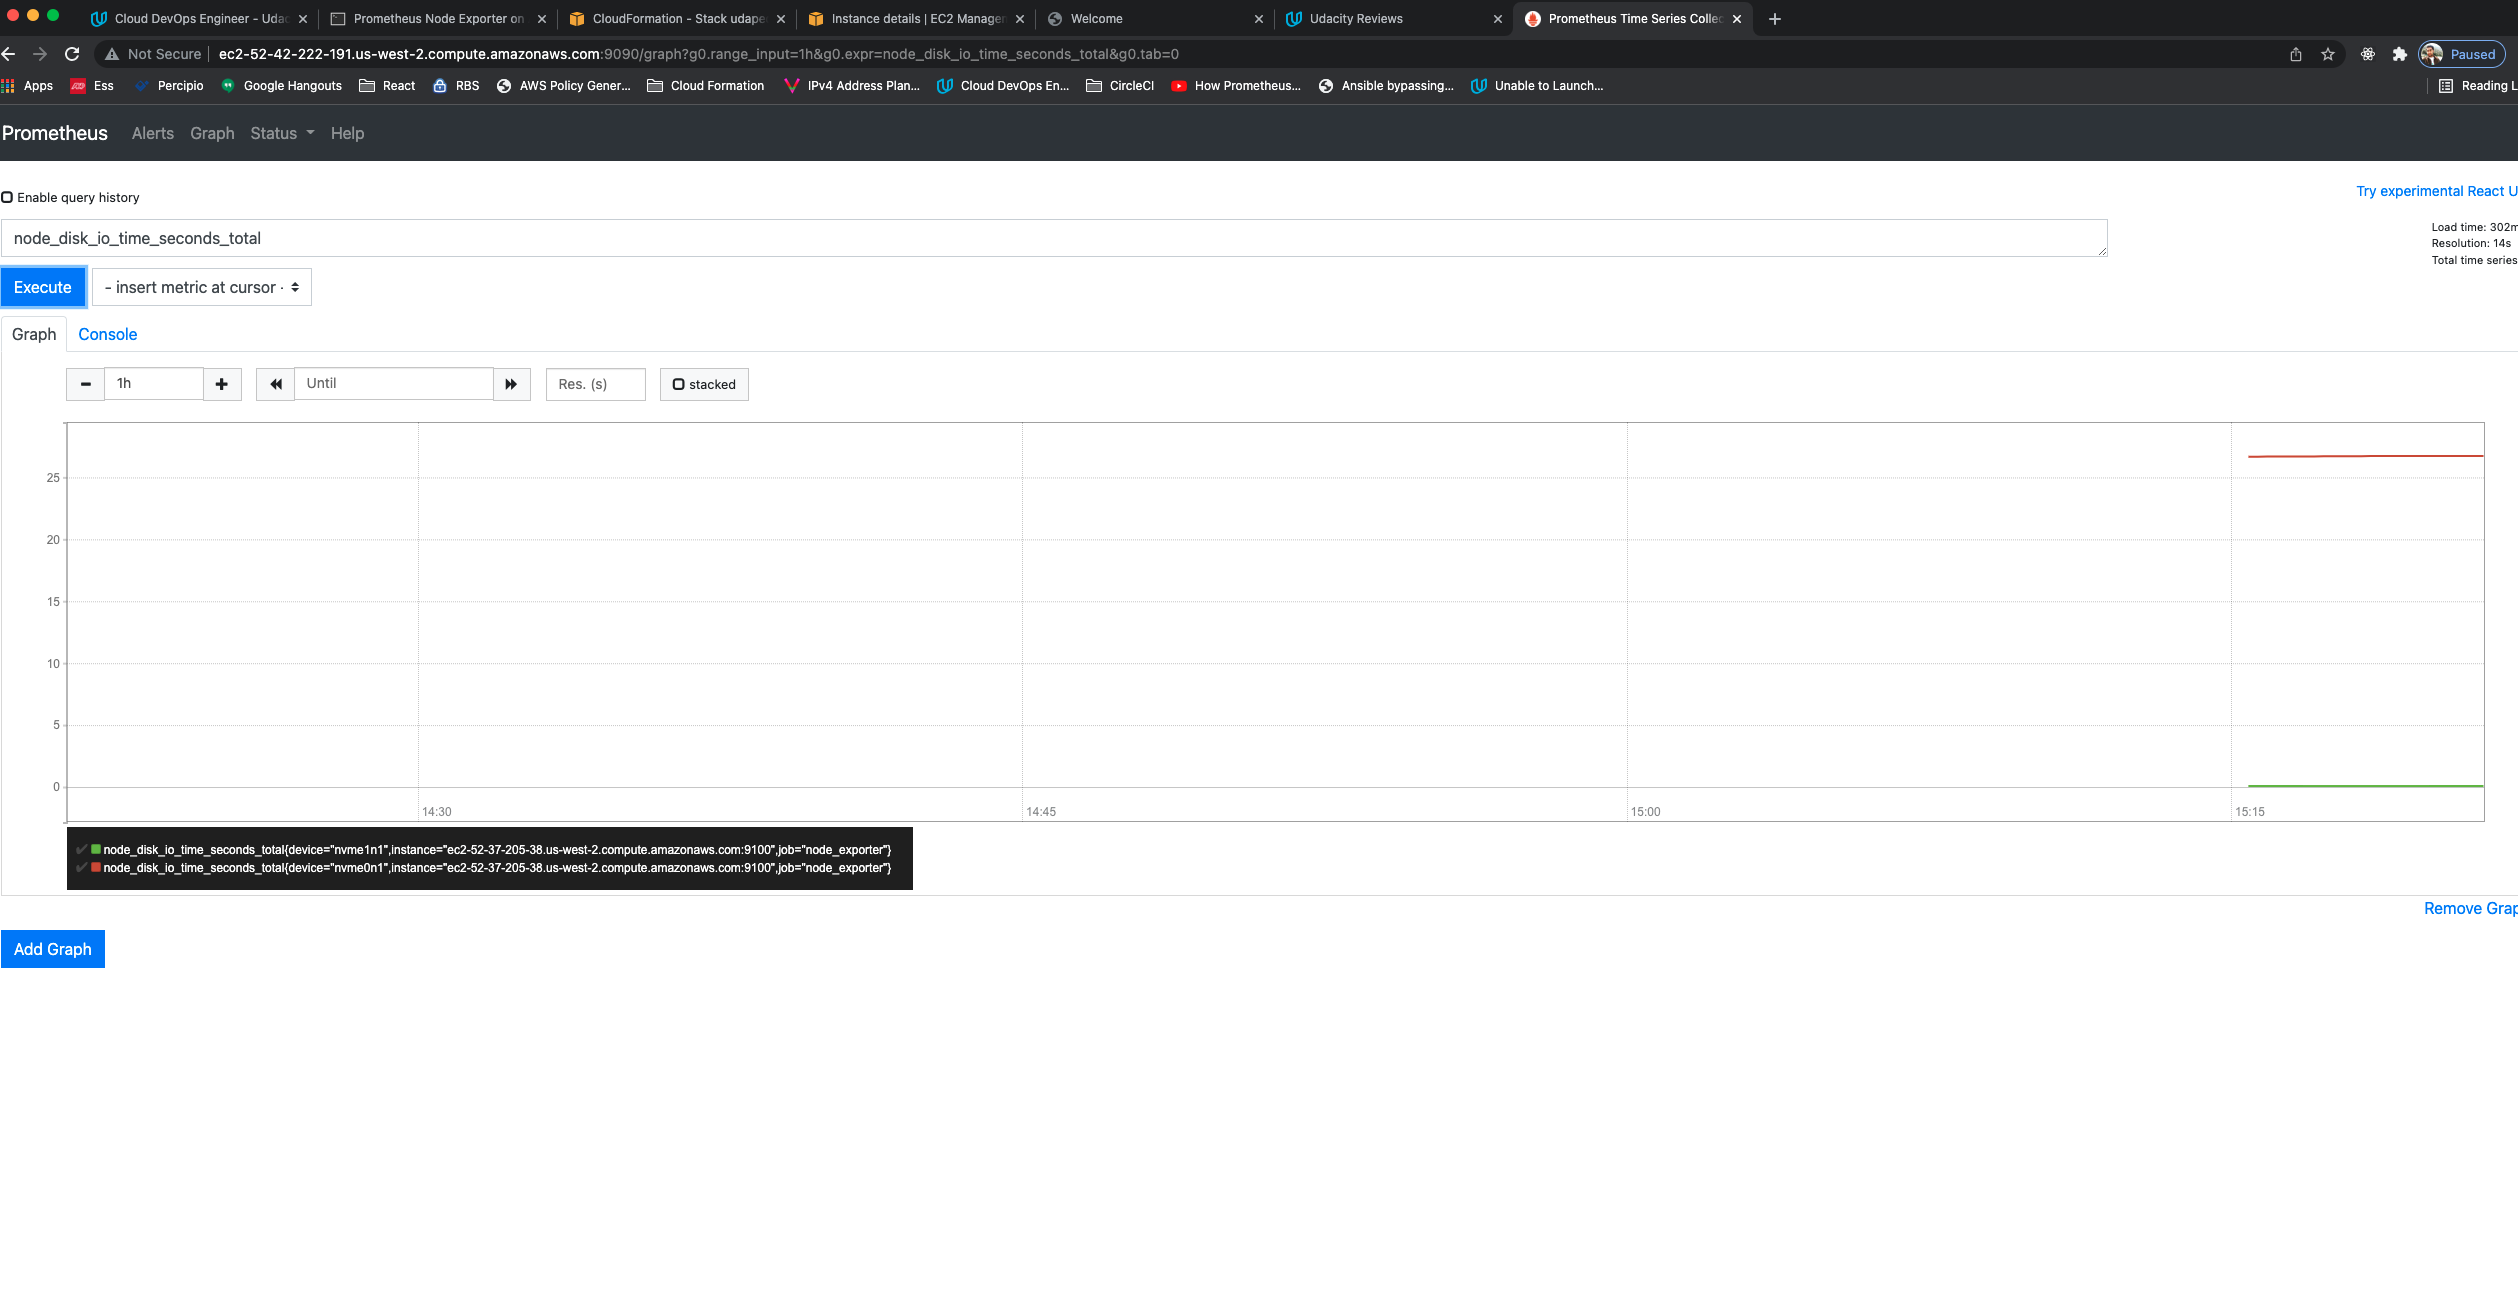 Cloud DevOps Engineer - Udac
Prometheus Node Exporter on
CloudFormation - Stack udape
Instance details | EC2 Manager
Welcome
Udacity Reviews
Prometheus Time Series Collec
Not Secure
ec2-52-42-222-191.us-west-2.compute.amazonaws.com:9090/graph?g0.range_input=1h&g0.expr=node_disk_io_time_seconds_total&g0.tab=0
Paused
Apps
Ess
Percipio
Google Hangouts
React
RBS
AWS Policy Gener...
Cloud Formation
IPv4 Address Plan...
Cloud DevOps En...
CircleCI
How Prometheus...
Ansible bypassing...
Unable to Launch...
Reading L
Prometheus
Alerts
Graph
Status
Help
Enable query history
Try experimental React U
node_disk_io_time_seconds_total
Load time: 302m
Resolution: 14s
Total time series
Execute
- insert metric at cursor -
Graph
Console
1h
Until
Res. (s)
stacked
25
20
15
10
5
0
14:30
14:45
15:00
15:15
node_disk_io_time_seconds_total{device="nvme1n1",instance="ec2-52-37-205-38.us-west-2.compute.amazonaws.com:9100",job="node_exporter"}
node_disk_io_time_seconds_total{device="nvme0n1",instance="ec2-52-37-205-38.us-west-2.compute.amazonaws.com:9100",job="node_exporter"}
Remove Grap
Add Graph